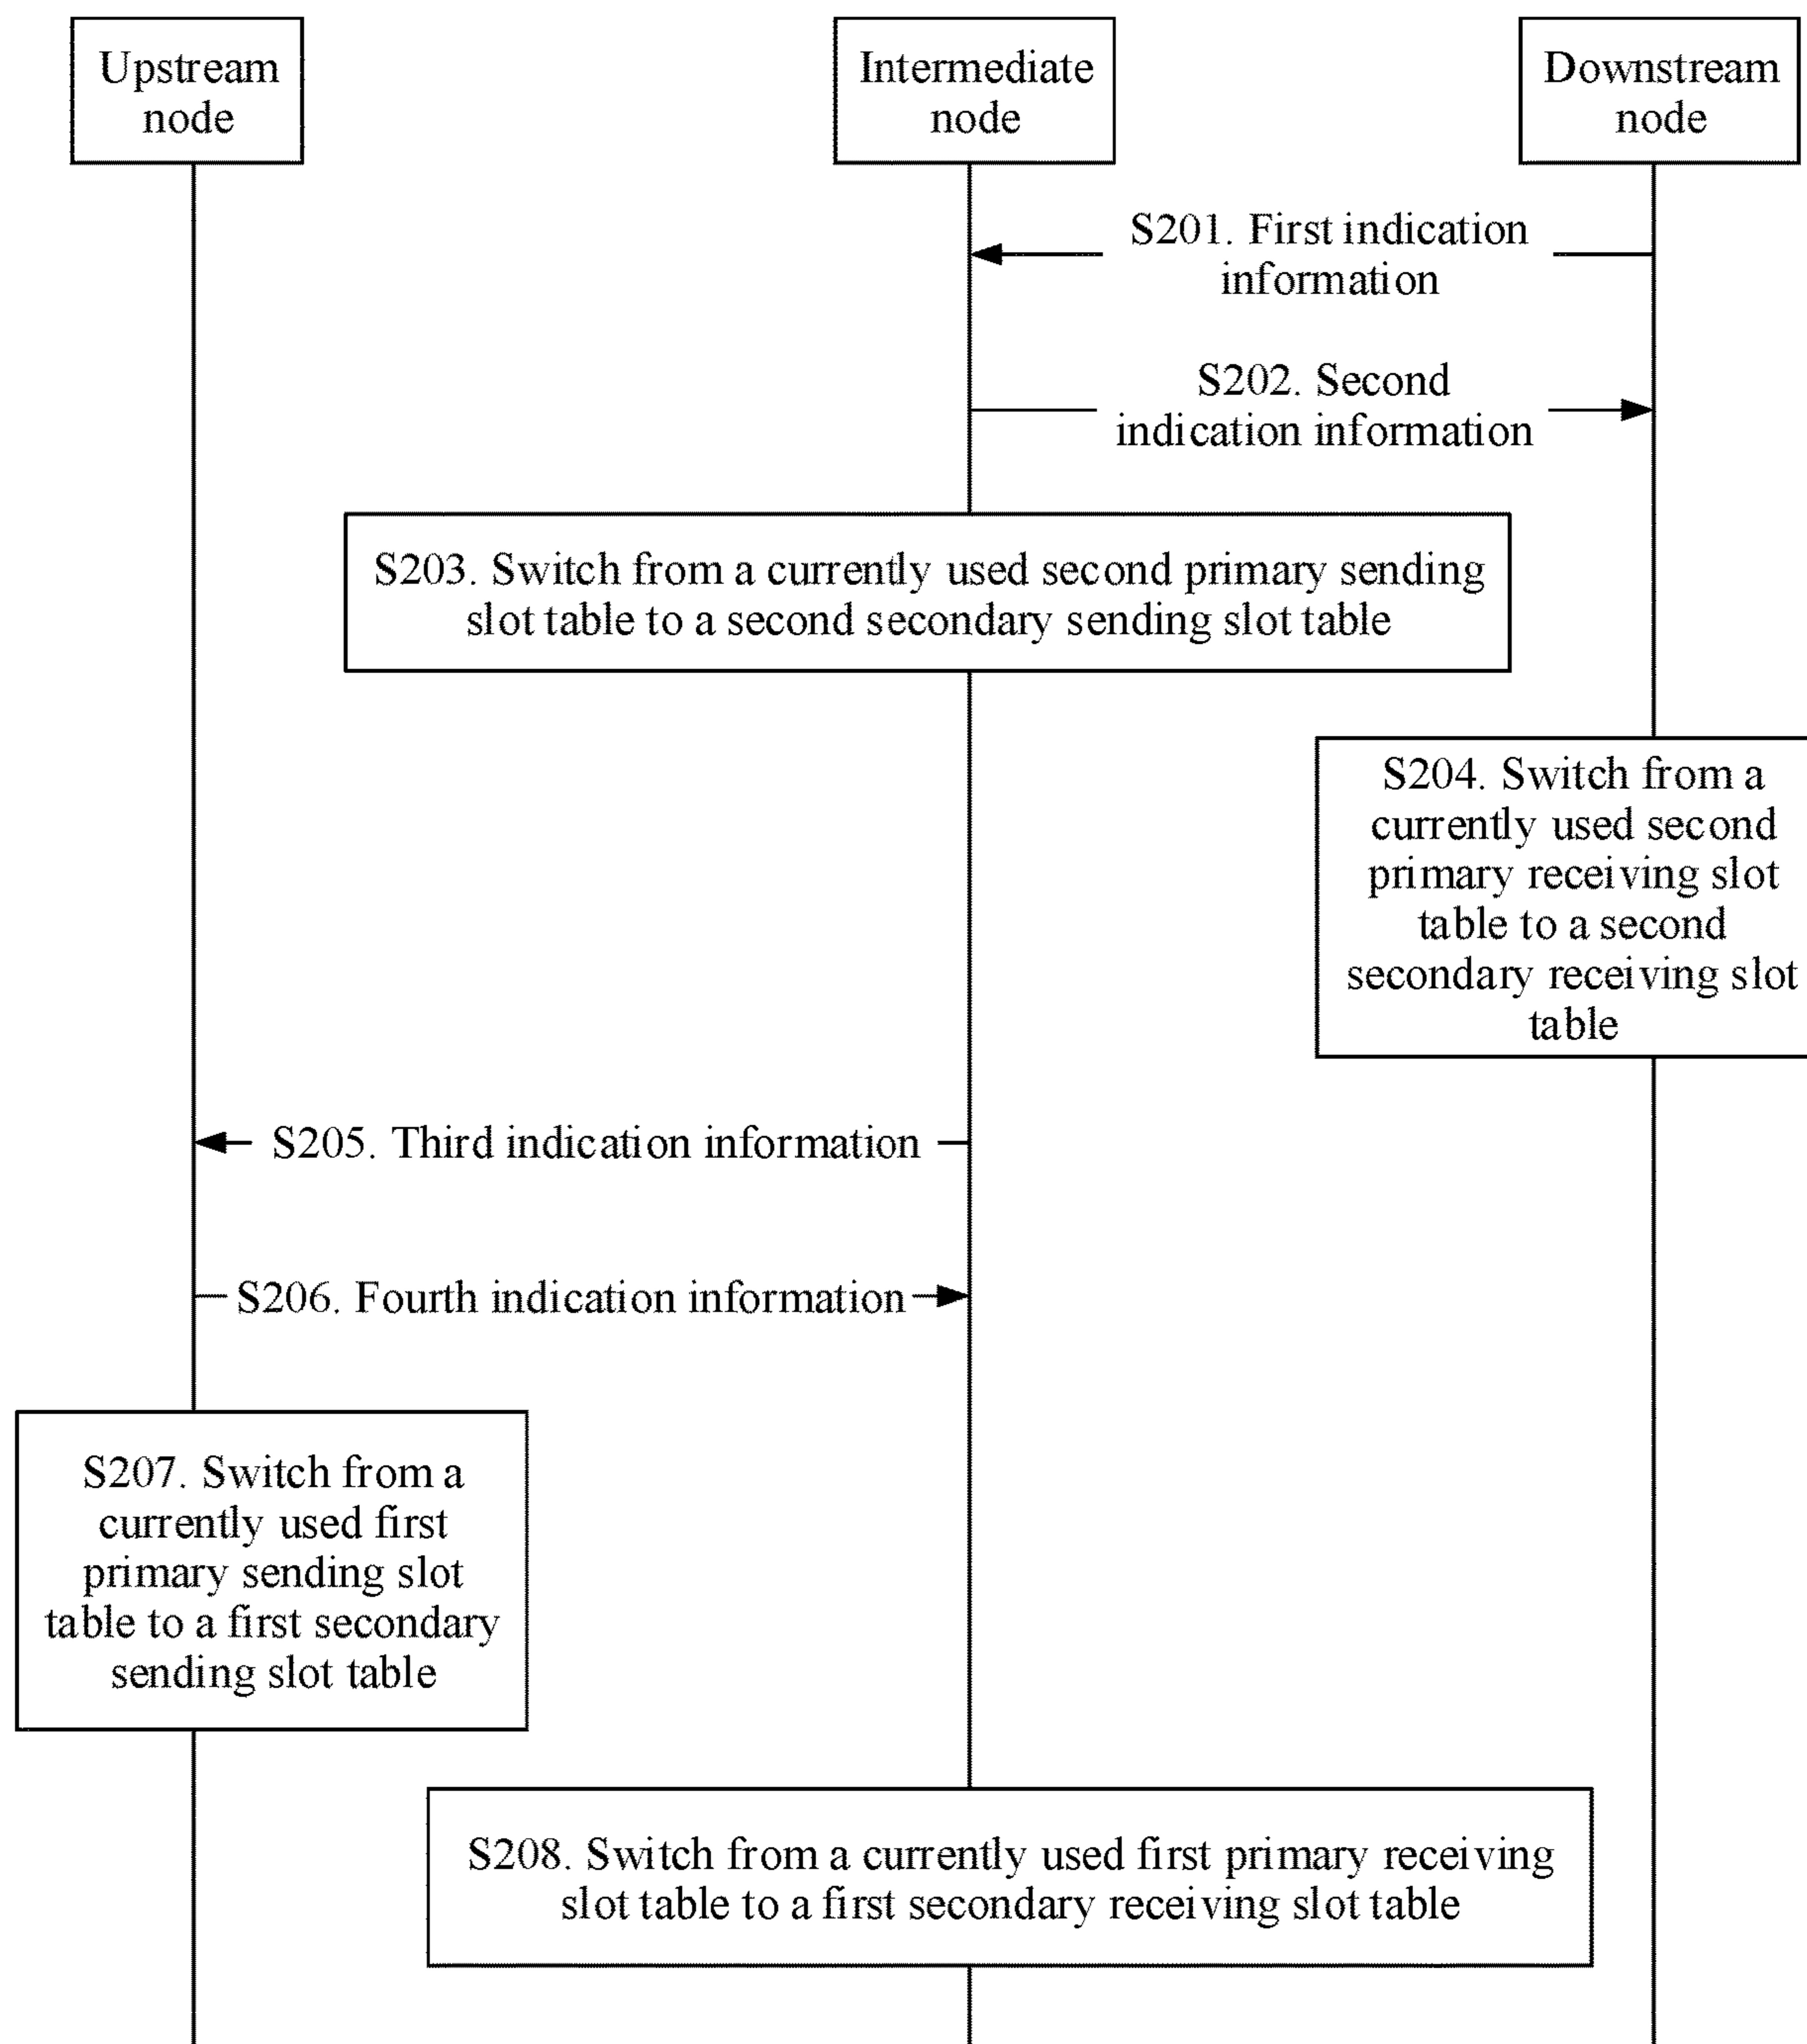 Upstream
node
Intermediate
node
Downstream
node
S201. First indication
information
S202. Second
indication information
S203. Switch from a currently used second primary sending
slot table to a second secondary sending slot table
S204. Switch from a
currently used second
primary receiving slot
table to a second
secondary receiving slot
table
S205. Third indication information
S206. Fourth indication information
S207. Switch from a
currently used first
primary sending slot
table to a first secondary
sending slot table
S208. Switch from a currently used first primary receiving
slot table to a first secondary receiving slot table